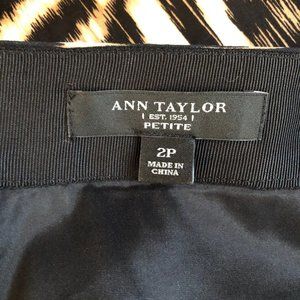 ANN TAYLOR
| EST. 1954 |
PETITE
2P
MADE IN
CHINA